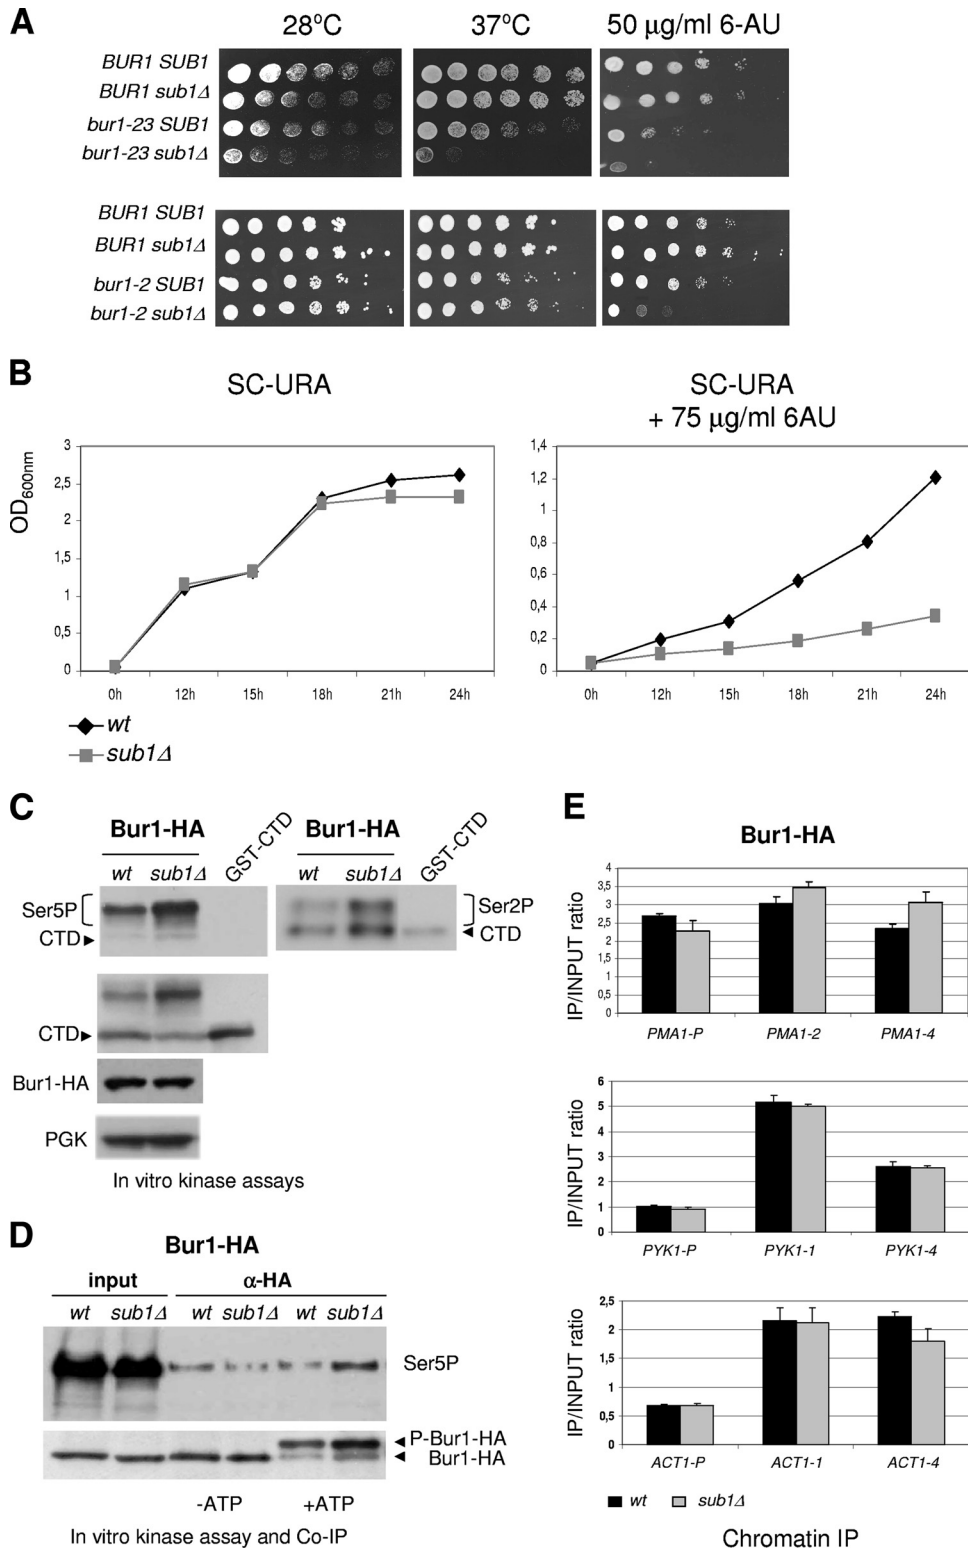 A
28ºC
37ºC
50 µg/ml 6-AU
BUR1 SUB1
BUR1 sub1Δ
bur1-23 SUB1
bur1-23 sub1Δ
BUR1 SUB1
BUR1 sub1Δ
bur1-2 SUB1
bur1-2 sub1Δ
B
SC-URA
SC-URA
+ 75 µg/ml 6AU
OD600nm
3
2,5
2
1,5
1
0,5
0
0h 12h 15h 18h 21h 24h
1,4
1,2
1
0,8
0,6
0,4
0,2
0
0h 12h 15h 18h 21h 24h
wt
sub1Δ
C
Bur1-HA
wt sub1Δ GST-CTD
Bur1-HA
wt sub1Δ GST-CTD
Ser5P
CTD
Ser2P
CTD
CTD
Bur1-HA
PGK
In vitro kinase assays
D
Bur1-HA
input α-HA
wt sub1Δ wt sub1Δ wt sub1Δ
Ser5P
P-Bur1-HA
Bur1-HA
-ATP +ATP
In vitro kinase assay and Co-IP
E
Bur1-HA
IP/INPUT ratio
4
3,5
3
2,5
2
1,5
1
0,5
0
PMA1-P PMA1-2 PMA1-4
IP/INPUT ratio
6
5
4
3
2
1
0
PYK1-P PYK1-1 PYK1-4
IP/INPUT ratio
2,5
2
1,5
1
0,5
0
ACT1-P ACT1-1 ACT1-4
wt sub1Δ
Chromatin IP